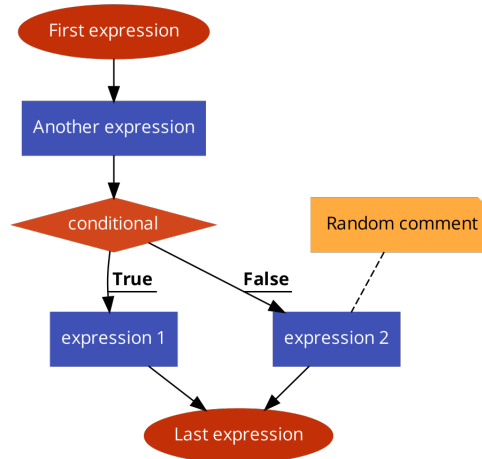 First expression
Another expression
conditional
Random comment
True
False
expression 1
expression 2
Last expression